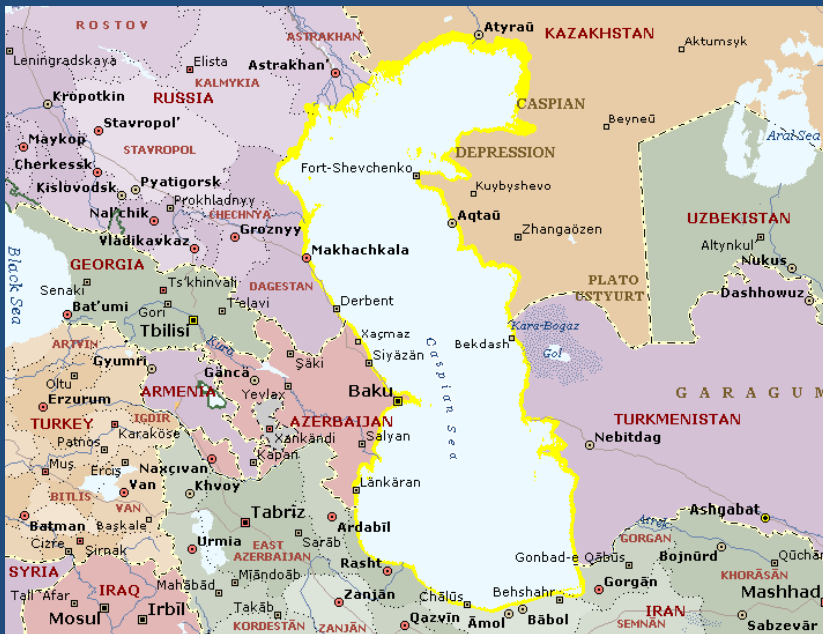 ROSTOV
ASTRAKHAN
Atyraū
KAZAKHSTAN
Aktumsyk
Leningradskaya
Elista
Astrakhan'
KALMYKIA
Kropotkin
RUSSIA
CASPIAN
Beyneū
Stavropol'
Aral Sea
Maykop
STAVROPOL
DEPRESSION
Cherkessk
Fort-Shevchenko
Kislovodsk
Pyatigorsk
Kuybyshevo
Prokhladnyy
Nal'chik
CHECHNYA
Aqtaū
UZBEKISTAN
Groznyy
Zhangaözen
Vladikavkaz
Makhachkala
Altynkul
Black Sea
GEORGIA
Nukus
Ts'khinvali
DAGESTAN
PLATO
USTYURT
Senaki
Dashhowuz
Bat'umi
Gori
T'elavi
Derbent
Tbilisi
Kara-Bogaz
Gol
ARTVIN
Kura
Xaçmaz
Caspian Sea
Bekdash
Gyumri
Şäki
Siyäzän
Oltu
Gäncä
ARMENIA
Yevlax
Baku
GARAGUM
Erzurum
IGDIR
AZERBAIJAN
TURKMENISTAN
TURKEY
Karaköse
Xankändi
Salyan
Nebitdag
Patnos
Kapan
Muş
Erciş
Naxçıvan
Länkäran
BITLIS
Van
Khvoy
VAN
Ashgabat
Batman
Başkale
Tabriz
Ardabīl
Atrek
GORGAN
Cizre
Şırnak
Urmia
EAST
AZERBAIJAN
Sarāb
Gonbad-e Qābūs
Bojnūrd
Qūchān
SYRIA
Rasht
KHORĀSĀN
Mīāndoāb
Mahābād
Gorgān
Mashhad
Tall 'Afar
IRAQ
Zanjān
Chālūs
Behshahr
Mosul
Irbīl
Takāb
IRAN
KORDESTĀN
ZANJĀN
Qazvīn
Āmol
Bābol
SEMNĀN
Sabzevār